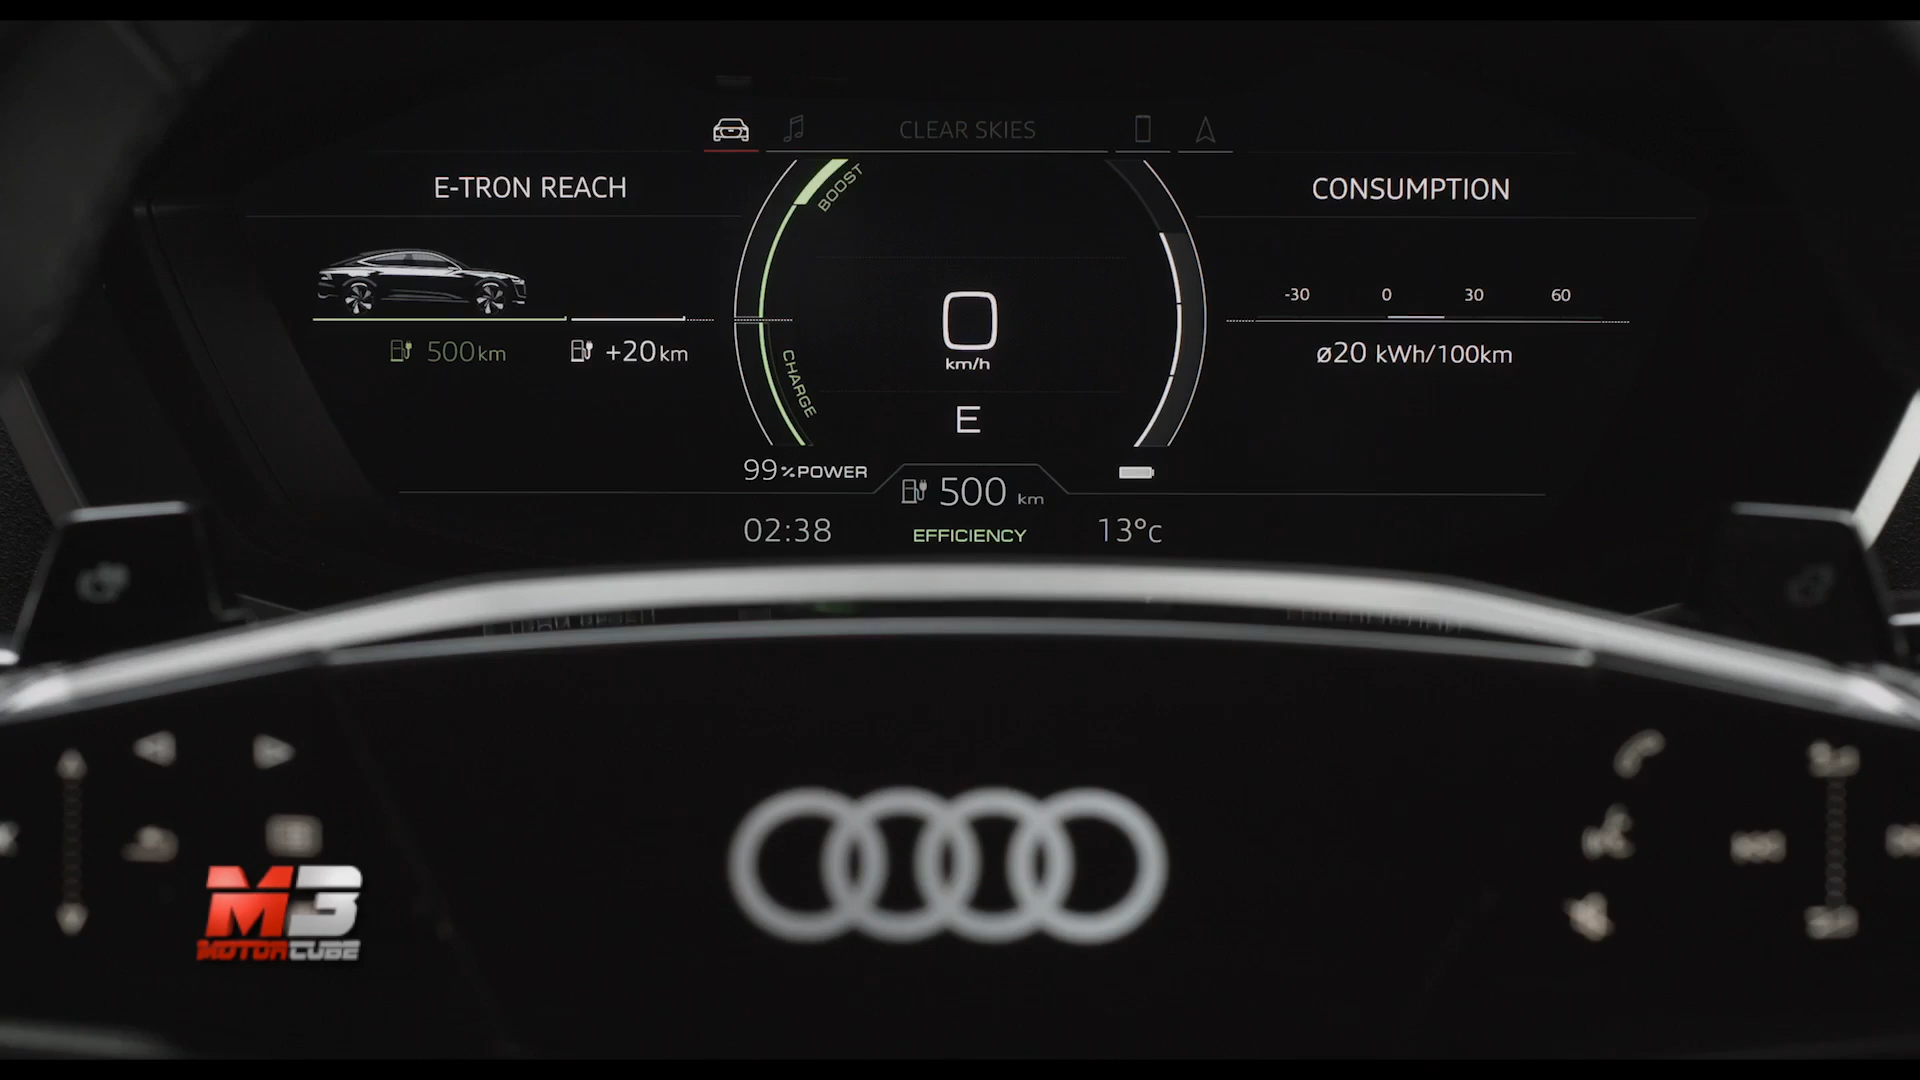 CLEAR SKIES
E-TRON REACH
BOOST
CONSUMPTION
-30 0 30 60
500km
+20km
0
km/h
CHARGE
ø20 kWh/100km
E
99% POWER
500 km
02:38
EFFICIENCY
13°c
M3
MOTORCUBE